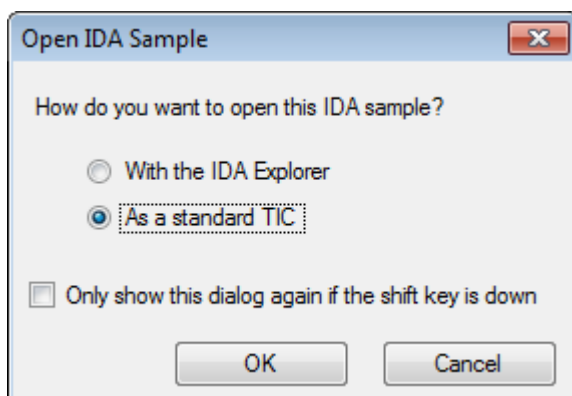 Open IDA Sample
How do you want to open this IDA sample?
With the IDA Explorer
As a standard TIC
Only show this dialog again if the shift key is down
OK Cancel